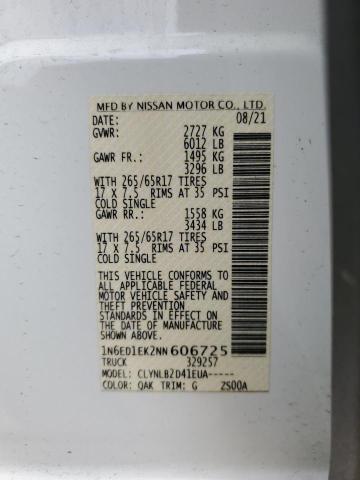 MFD BY NISSAN MOTOR CO., LTD.
DATE: 08/21
GVWR: 2727 KG
6012 LB
GAWR FR.: 1495 KG
3296 LB
WITH 265/65R17 TIRES
17 X 7.5 RIMS AT 35 PSI
COLD SINGLE
GAWR RR.: 1558 KG
3434 LB
WITH 265/65R17 TIRES
17 X 7.5 RIMS AT 35 PSI
COLD SINGLE
THIS VEHICLE CONFORMS TO
ALL APPLICABLE FEDERAL
MOTOR VEHICLE SAFETY AND
THEFT PREVENTION
STANDARDS IN EFFECT ON
THE DATE OF MANUFACTURE
SHOWN ABOVE.
1N6ED1EK2NN606725
TRUCK 329257
MODEL: CLYNLB2D41EUA-----
COLOR: QAK TRIM: G 2S00A